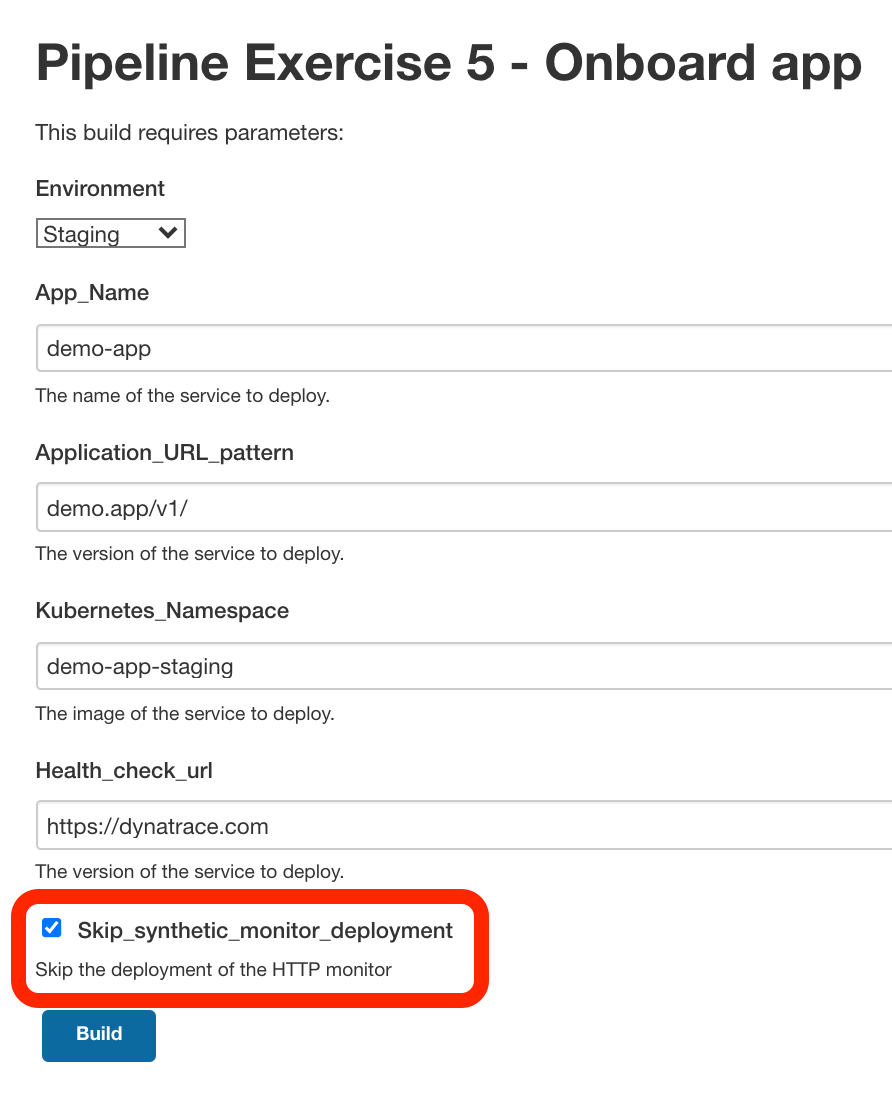 Pipeline Exercise 5 - Onboard app
This build requires parameters:
Environment
Staging
App_Name
demo-app
The name of the service to deploy.
Application_URL_pattern
demo.app/v1/
The version of the service to deploy.
Kubernetes_Namespace
demo-app-staging
The image of the service to deploy.
Health_check_url
https://dynatrace.com
The version of the service to deploy.
Skip_synthetic_monitor_deployment
Skip the deployment of the HTTP monitor
Build